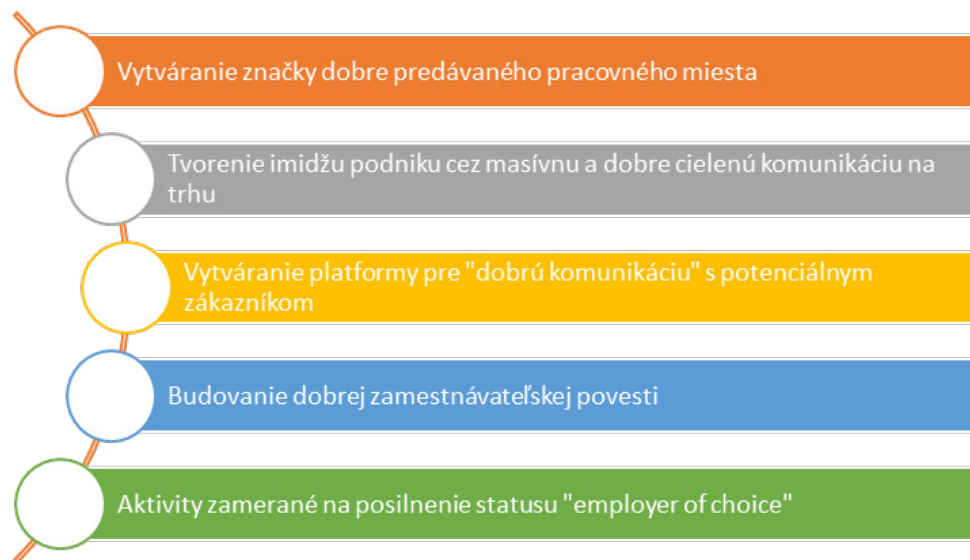 Vytváranie značky dobre predávaného pracovného miesta
Tvorenie imidžu podniku cez masívnu a dobre cielenú komunikáciu na
trhu
Vytváranie platformy pre "dobrú komunikáciu" s potenciálnym
zákazníkom
Budovanie dobrej zamestnávateľskej povesti
Aktivity zamerané na posilnenie statusu "employer of choice"